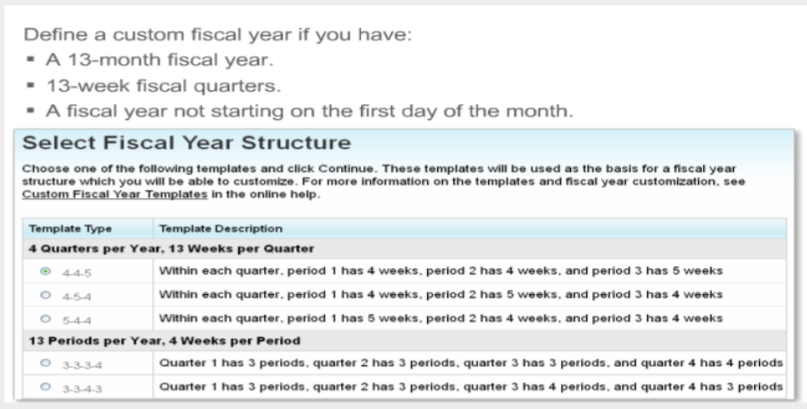 Define a custom fiscal year if you have:
▪ A 13-month fiscal year.
▪ 13-week fiscal quarters.
▪ A fiscal year not starting on the first day of the month.
Select Fiscal Year Structure
Choose one of the following templates and click Continue. These templates will be used as the basis for a fiscal year
structure which you will be able to customize. For more information on the templates and fiscal year customization, see
Custom Fiscal Year Templates in the online help.
Template Type Template Description
4 Quarters per Year, 13 Weeks per Quarter
4-4-5 Within each quarter, period 1 has 4 weeks, period 2 has 4 weeks, and period 3 has 5 weeks
4-5-4 Within each quarter, period 1 has 4 weeks, period 2 has 5 weeks, and period 3 has 4 weeks
5-4-4 Within each quarter, period 1 has 5 weeks, period 2 has 4 weeks, and period 3 has 4 weeks
13 Periods per Year, 4 Weeks per Period
3-3-3-4 Quarter 1 has 3 periods, quarter 2 has 3 periods, quarter 3 has 3 periods, and quarter 4 has 4 periods
3-3-4-3 Quarter 1 has 3 periods, quarter 2 has 3 periods, quarter 3 has 4 periods, and quarter 4 has 3 periods